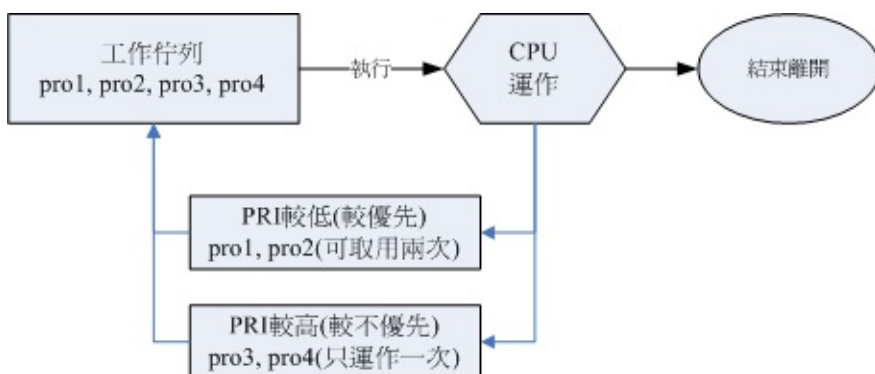 工作佇列
pro1, pro2, pro3, pro4
執行
CPU
運作
結束離開
PRI較低(較優先)
pro1, pro2(可取用兩次)
PRI較高(較不優先)
pro3, pro4(只運作一次)